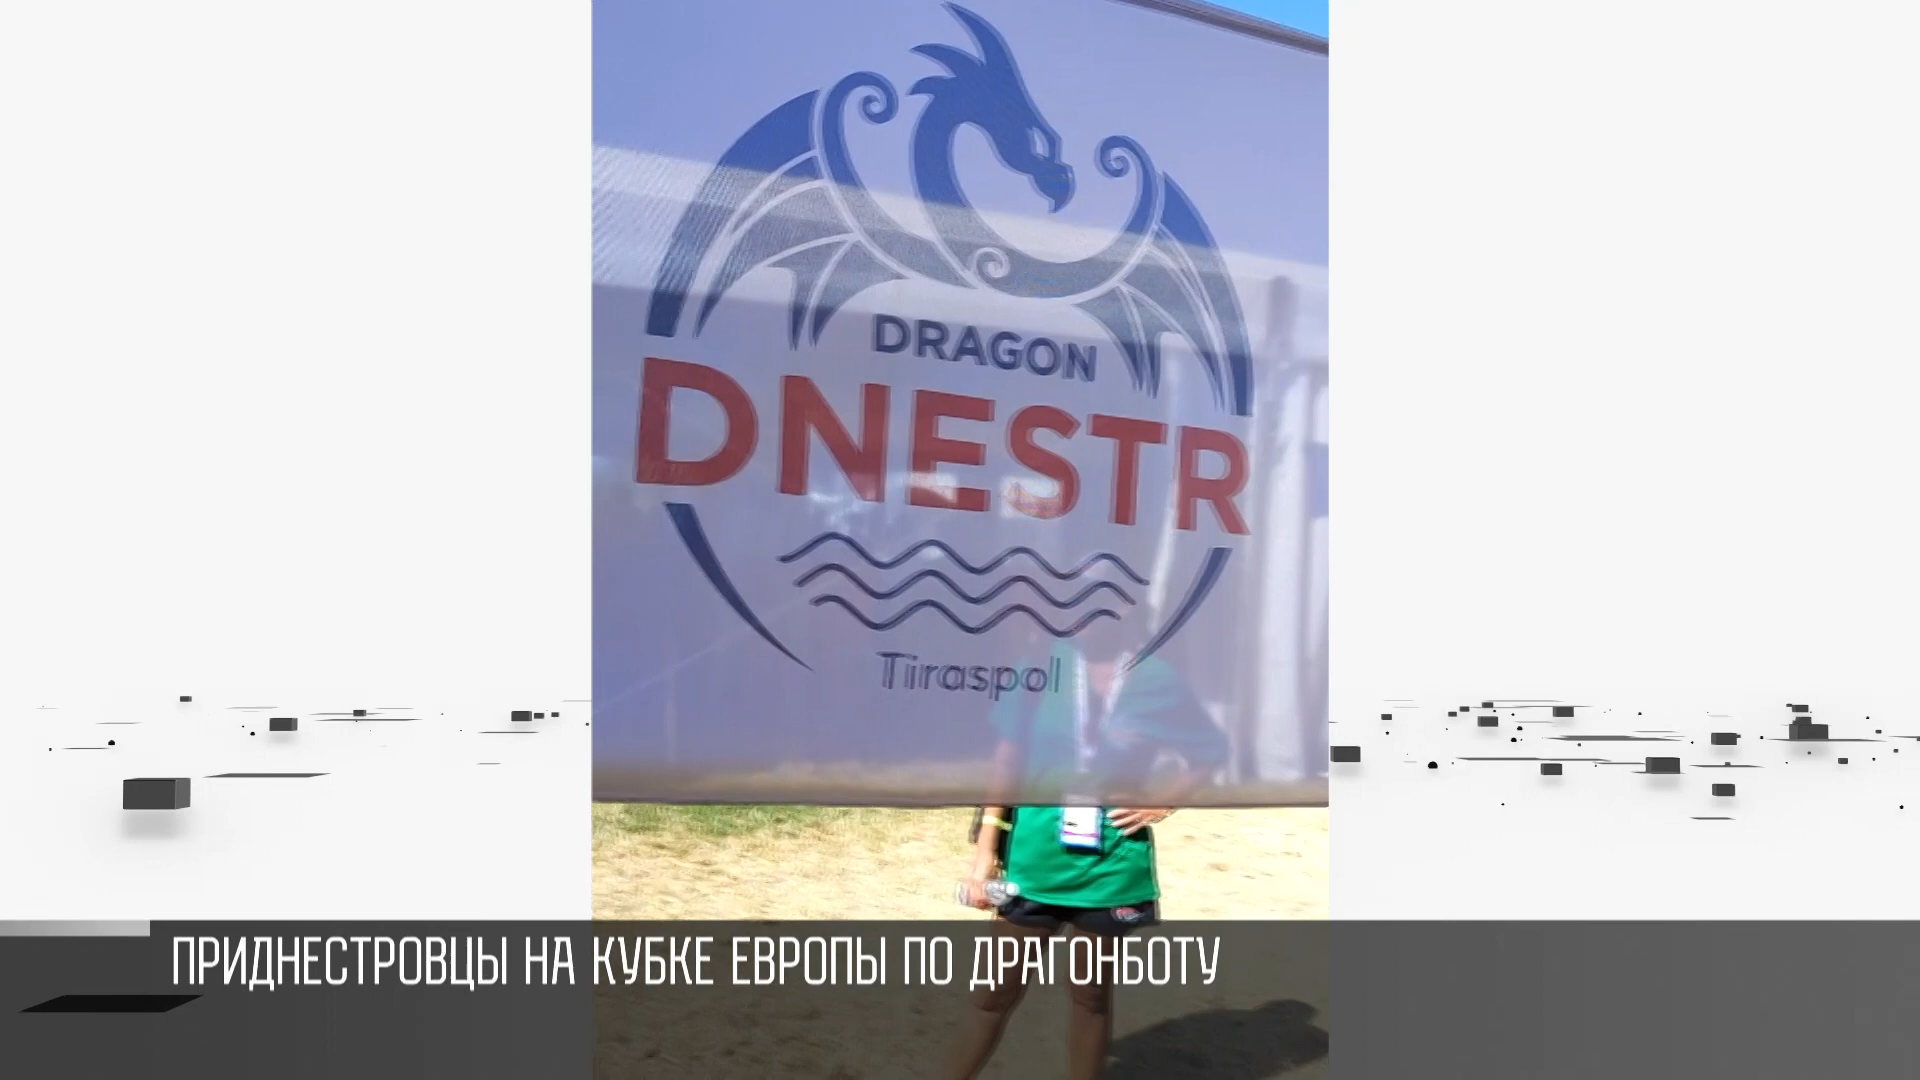 DRAGON
DNESTR
Tiraspol
ПРИДНЕСТРОВЦЫ НА КУБКЕ ЕВРОПЫ ПО ДРАГОНБОТУ